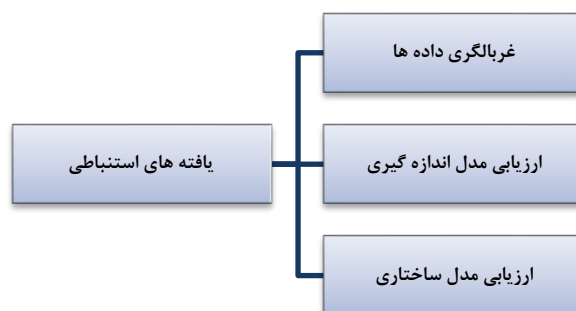 غربالگری داده ها
یافته های استنباطی
ارزیابی مدل اندازه گیری
ارزیابی مدل ساختاری